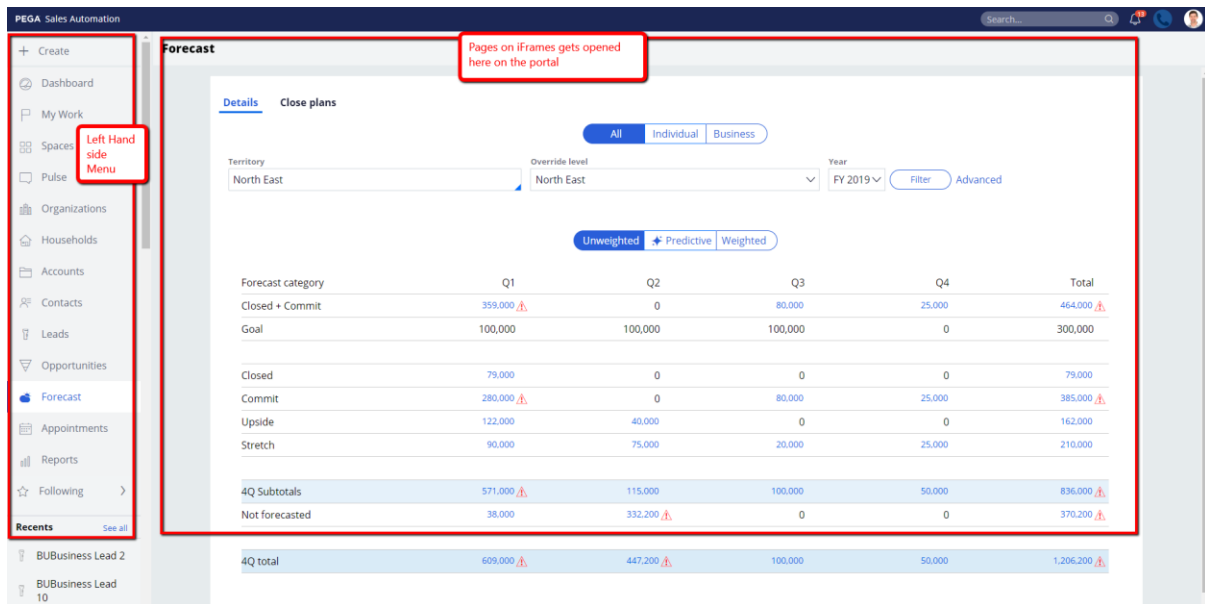 PEGA Sales Automation
Search...
13
Create
Forecast
Pages on iFrames gets opened
here on the portal
Dashboard
My Work
Spaces
Left Hand
side
Menu
Pulse
Organizations
Households
Accounts
Contacts
Leads
Opportunities
Forecast
Appointments
Reports
Following
Recents See all
BUBusiness Lead 2
BUBusiness Lead
10
Details Close plans
All Individual Business
Territory Override level Year
North East North East FY 2019 Filter Advanced
Unweighted Predictive Weighted
Forecast category Q1 Q2 Q3 Q4 Total
Closed + Commit 359,000 0 80,000 25,000 464,000
Goal 100,000 100,000 100,000 0 300,000
Closed 79,000 0 0 0 79,000
Commit 280,000 0 80,000 25,000 385,000
Upside 122,000 40,000 0 0 162,000
Stretch 90,000 75,000 20,000 25,000 210,000
4Q Subtotals 571,000 115,000 100,000 50,000 836,000
Not forecasted 38,000 332,200 0 0 370,200
4Q total 609,000 447,200 100,000 50,000 1,206,200